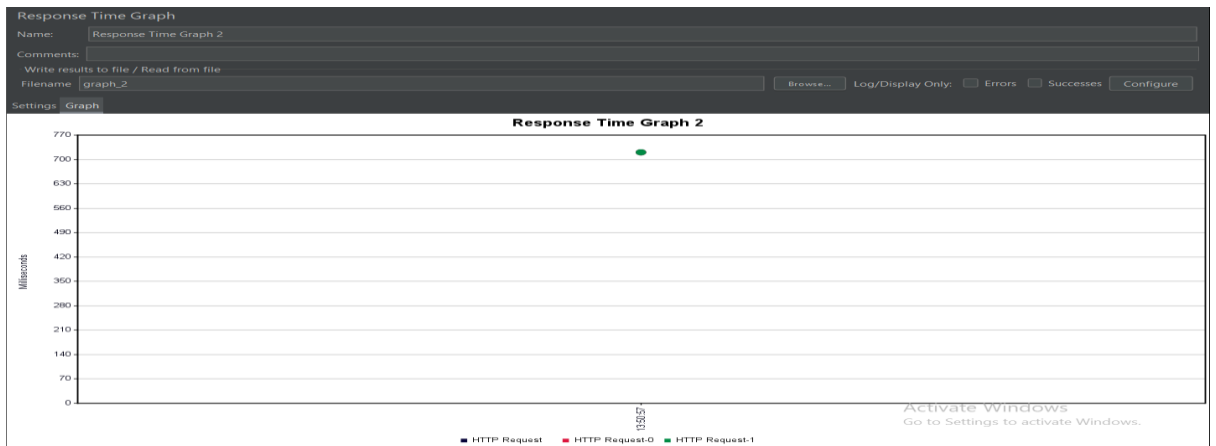 Response Time Graph
Name: Response Time Graph 2
Comments:
Write results to file / Read from file
Filename graph_2 Browse... Log/Display Only: Errors Successes Configure
Settings Graph
Response Time Graph 2
770
700
630
560
490
420
350
280
210
140
70
0
Milliseconds
13:50:57
Activate Windows
Go to Settings to activate Windows.
HTTP Request HTTP Request-0 HTTP Request-1